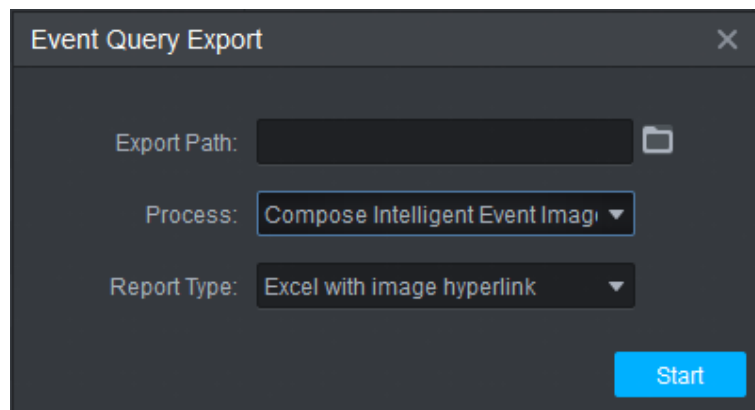 Event Query Export
Export Path:
Process: Compose Intelligent Event Imag
Report Type: Excel with image hyperlink
Start